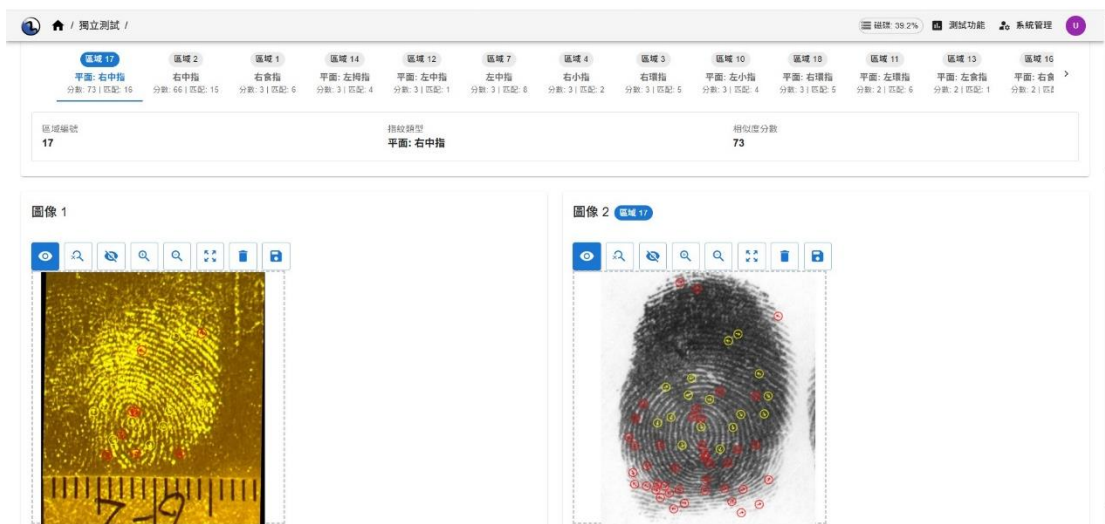 / 獨立測試 /
磁碟: 39.2%
測試功能
系統管理
U
區域 17
平面: 右中指
分數: 73 | 匹配: 16
區域 2
右中指
分數: 66 | 匹配: 15
區域 1
右食指
分數: 3 | 匹配: 6
區域 14
平面: 左拇指
分數: 3 | 匹配: 4
區域 12
平面: 左中指
分數: 3 | 匹配: 1
區域 7
左中指
分數: 3 | 匹配: 8
區域 4
右小指
分數: 3 | 匹配: 2
區域 3
右環指
分數: 3 | 匹配: 5
區域 10
平面: 左小指
分數: 3 | 匹配: 4
區域 18
平面: 右環指
分數: 3 | 匹配: 5
區域 11
平面: 左環指
分數: 2 | 匹配: 6
區域 13
平面: 左食指
分數: 2 | 匹配: 1
區域 16
平面: 右食
分數: 2 | 匹
區域編號
17
指紋類型
平面: 右中指
相似度分數
73
圖像 1
圖像 2
區域 17